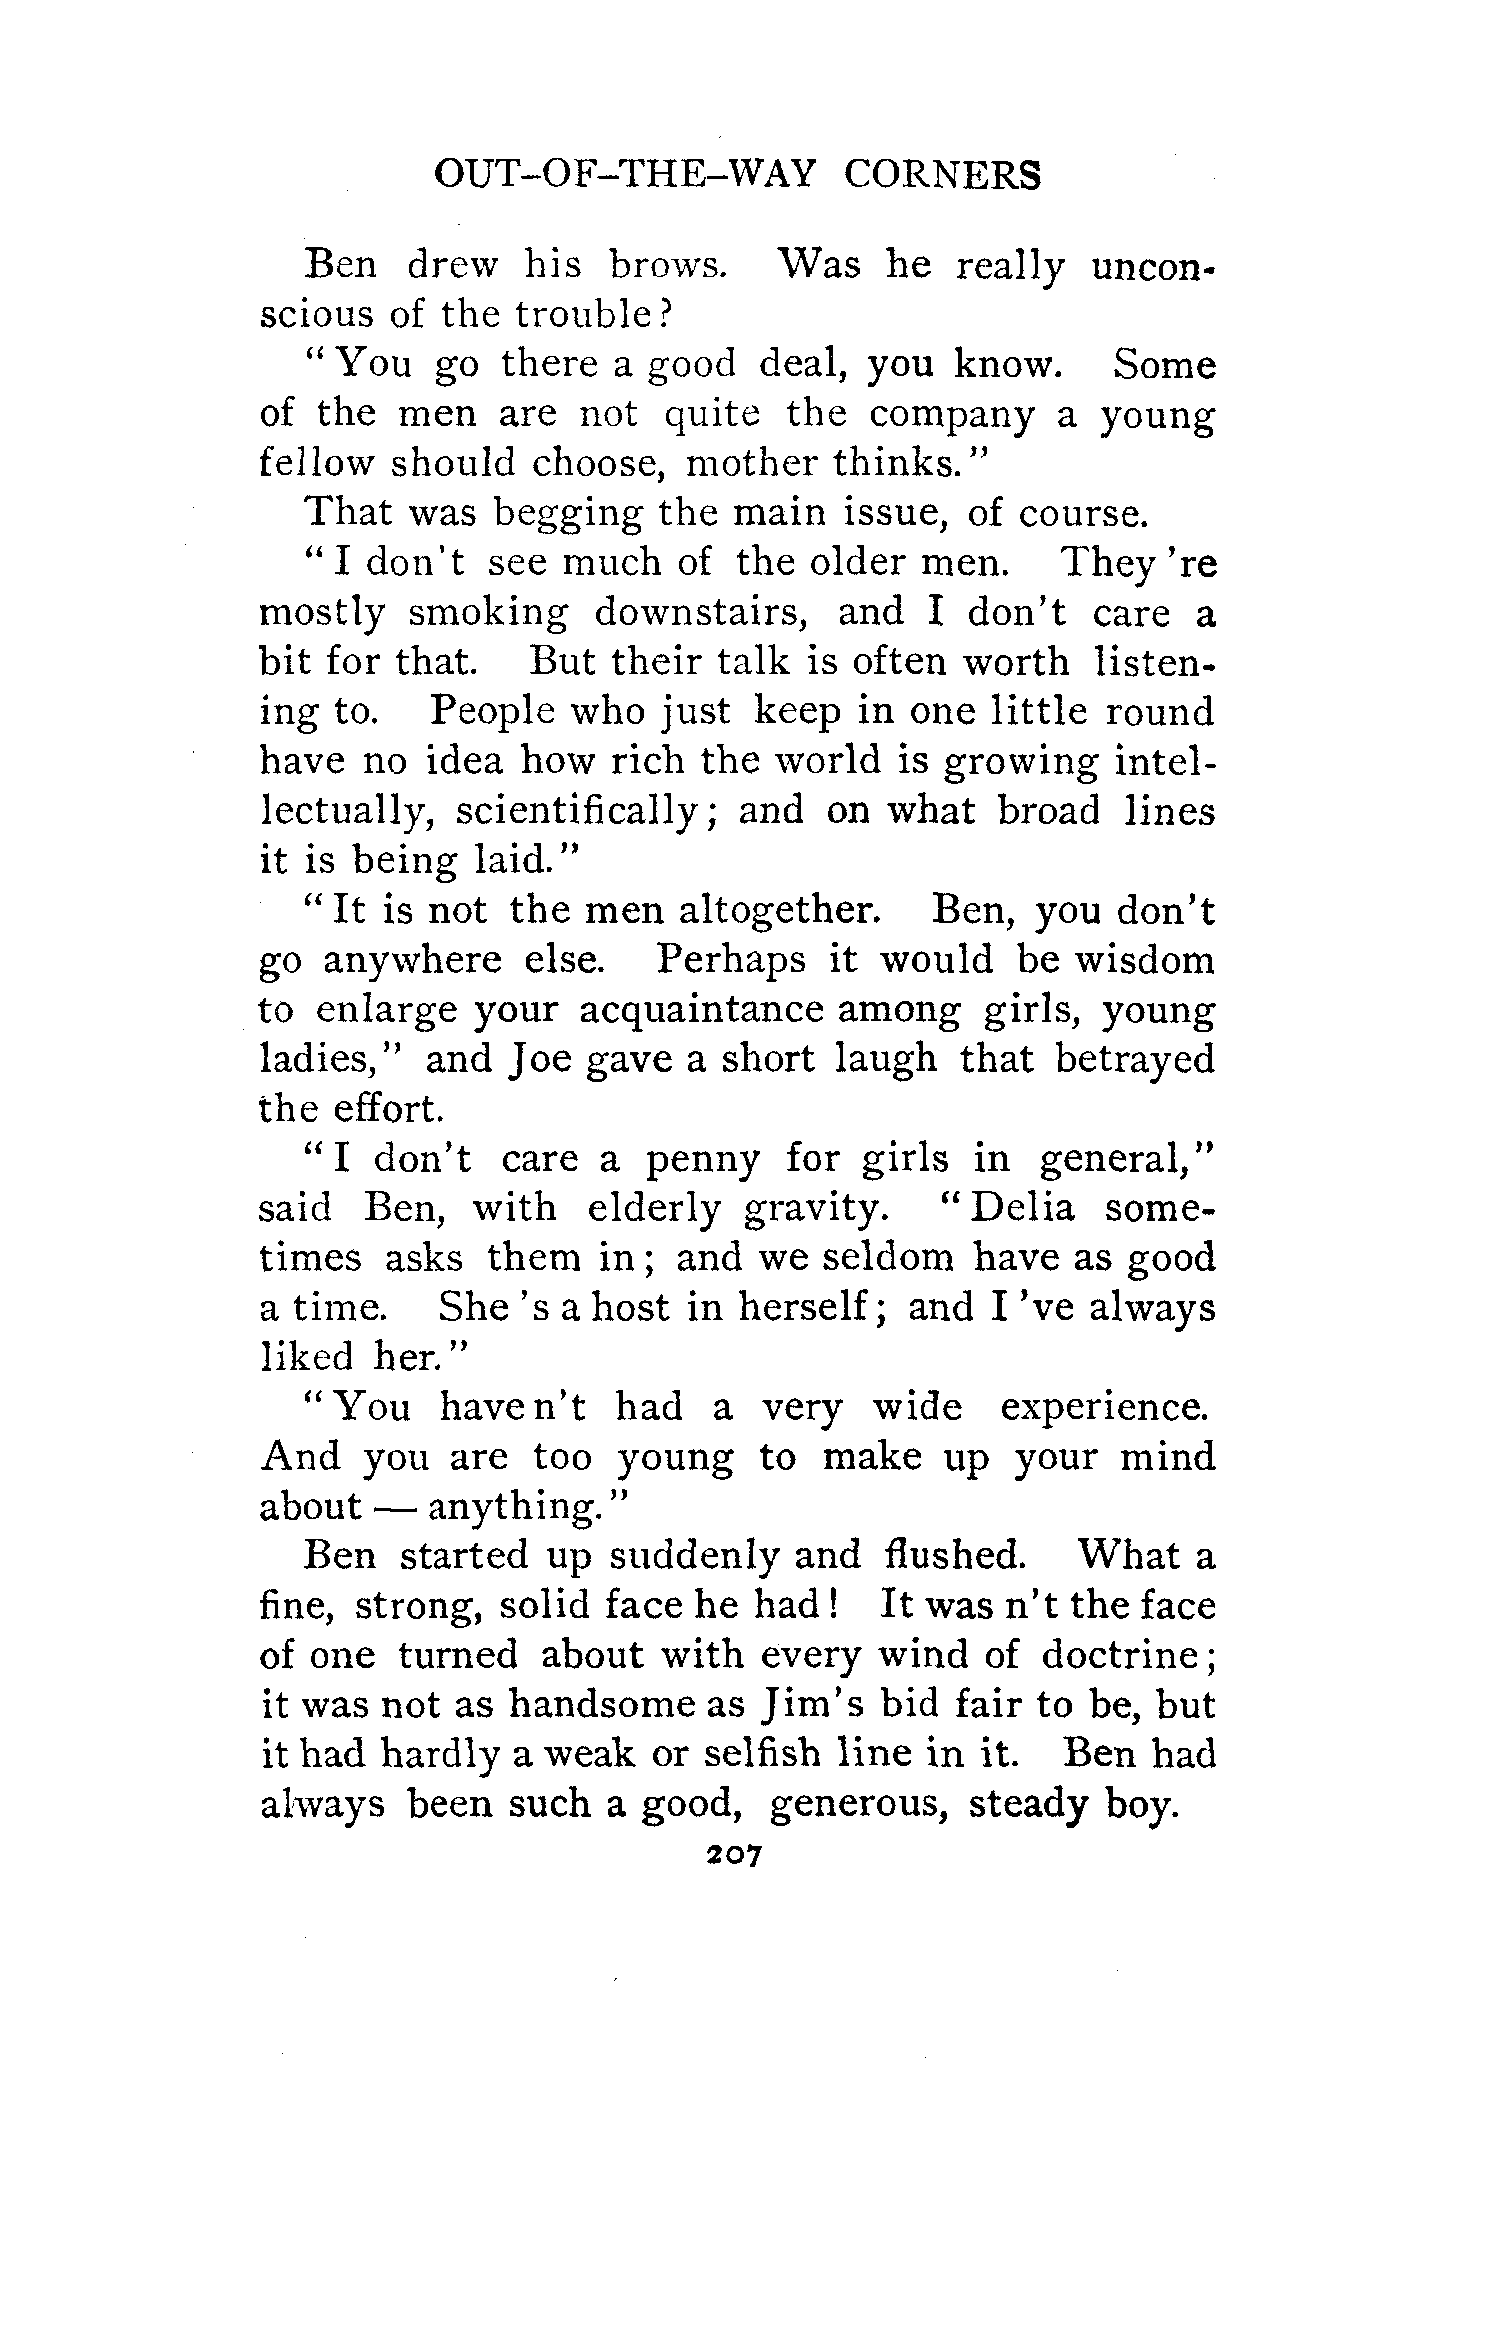 OUT-OF-THE-WAY CORNERS
Ben drew his brows. Was he really uncon-
scious of the trouble?
"You go there a good deal, you know. Some
of the men are not quite the company a young
fellow should choose, mother thinks."
That was begging the main issue, of course.
"I don't see much of the older men. They 're
mostly smoking downstairs, and I don't care a
bit for that. But their talk is often worth listen-
ing to. People who just keep in one little round
have no idea how rich the world is growing intel-
lectually, scientifically; and on what broad lines
it is being laid."
"It is not the men altogether. Ben, you don't
go anywhere else. Perhaps it would be wisdom
to enlarge your acquaintance among girls, young
ladies," and Joe gave a short laugh that betrayed
the effort.
"I don't care a penny for girls in general,"
said Ben, with elderly gravity. "Delia some-
times asks them in; and we seldom have as good
a time. She 's a host in herself; and I 've always
liked her."
"You have n't had a very wide experience.
And you are too young to make up your mind
about — anything."
Ben started up suddenly and flushed. What a
fine, strong, solid face he had! It was n't the face
of one turned about with every wind of doctrine;
it was not as handsome as Jim's bid fair to be, but
it had hardly a weak or selfish line in it. Ben had
always been such a good, generous, steady boy.
207